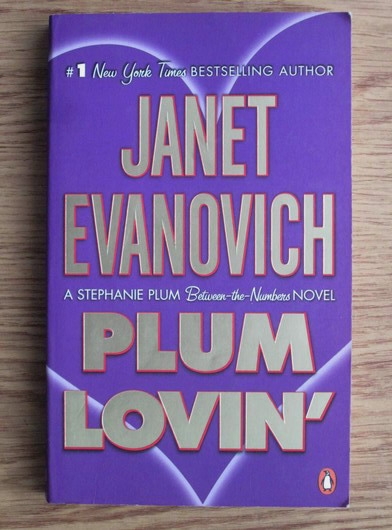 #1 New York Times BESTSELLING AUTHOR
JANET
EVANOVICH
A STEPHANIE PLUM Between-the-Numbers NOVEL
PLUM
LOVIN'